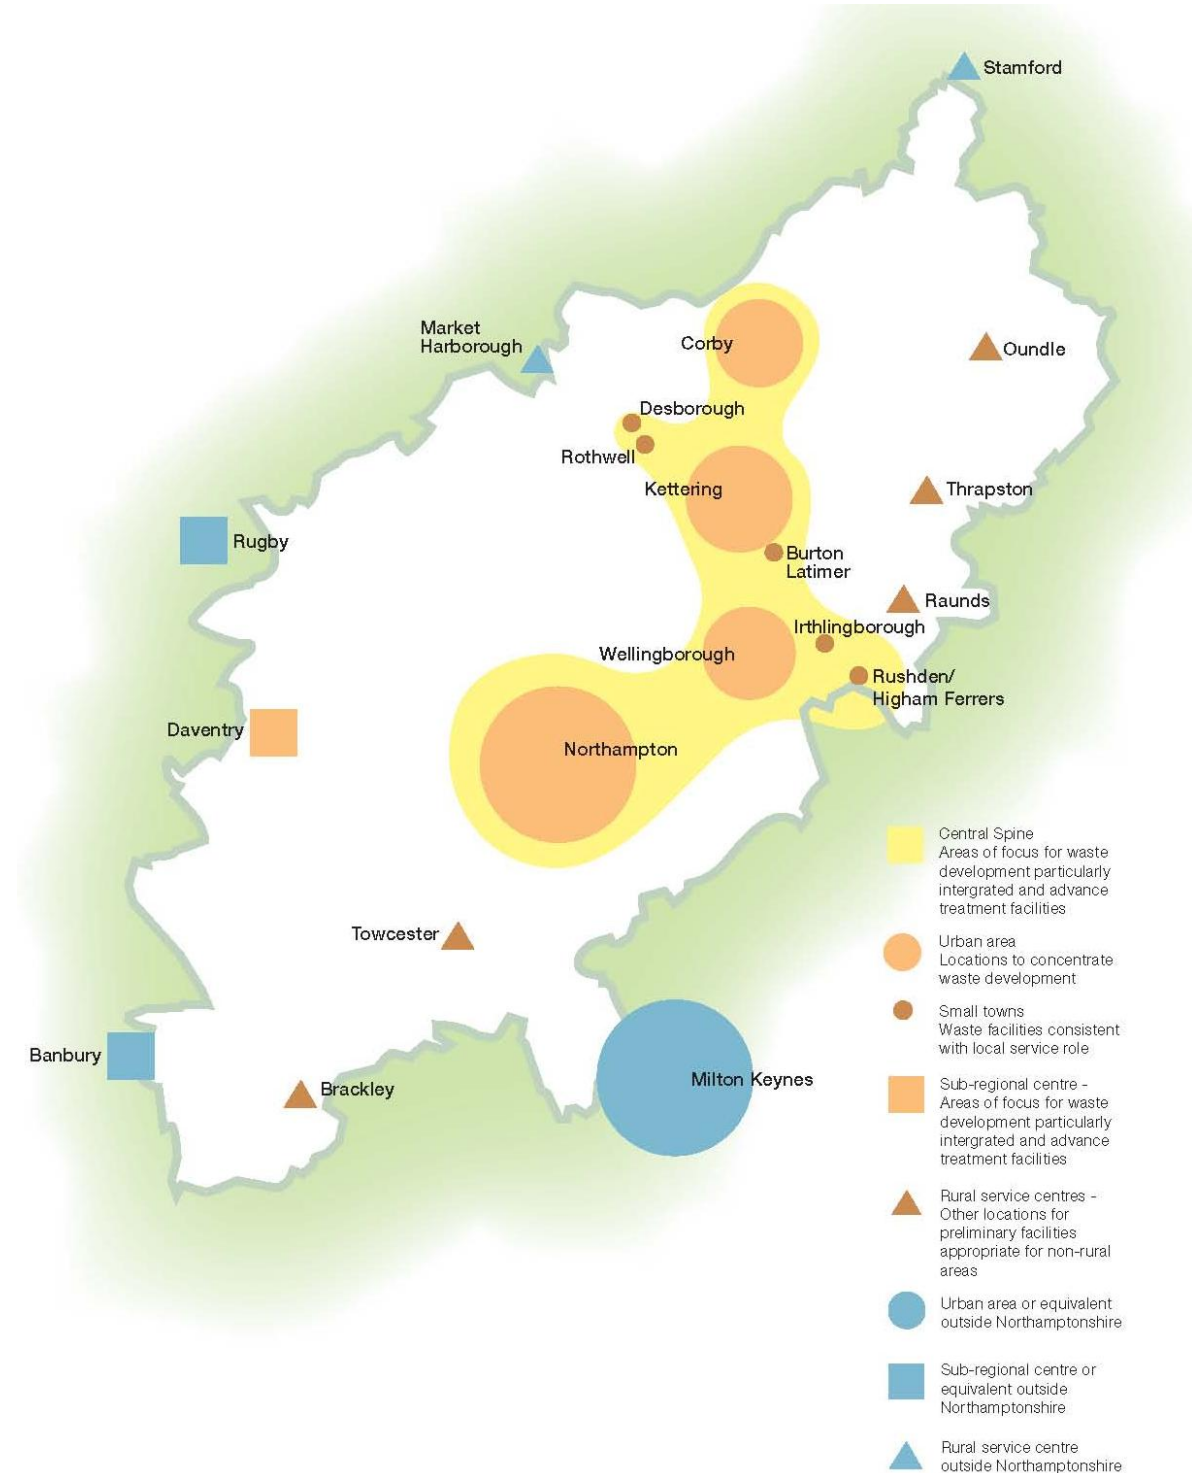 Stamford
Market
Harborough
Corby
Oundle
Desborough
Rothwell
Kettering
Thrapston
Rugby
Burton
Latimer
Raunds
Irthlingborough
Wellingborough
Rushden/
Higham Ferrers
Daventry
Northampton
Towcester
Banbury
Milton Keynes
Brackley
Central Spine
Areas of focus for waste
development particularly
intergrated and advance
treatment facilities
Urban area
Locations to concentrate
waste development
Small towns
Waste facilities consistent
with local service role
Sub-regional centre -
Areas of focus for waste
development particularly
intergrated and advance
treatment facilities
Rural service centres -
Other locations for
preliminary facilities
appropriate for non-rural
areas
Urban area or equivalent
outside Northamptonshire
Sub-regional centre or
equivalent outside
Northamptonshire
Rural service centre
outside Northamptonshire